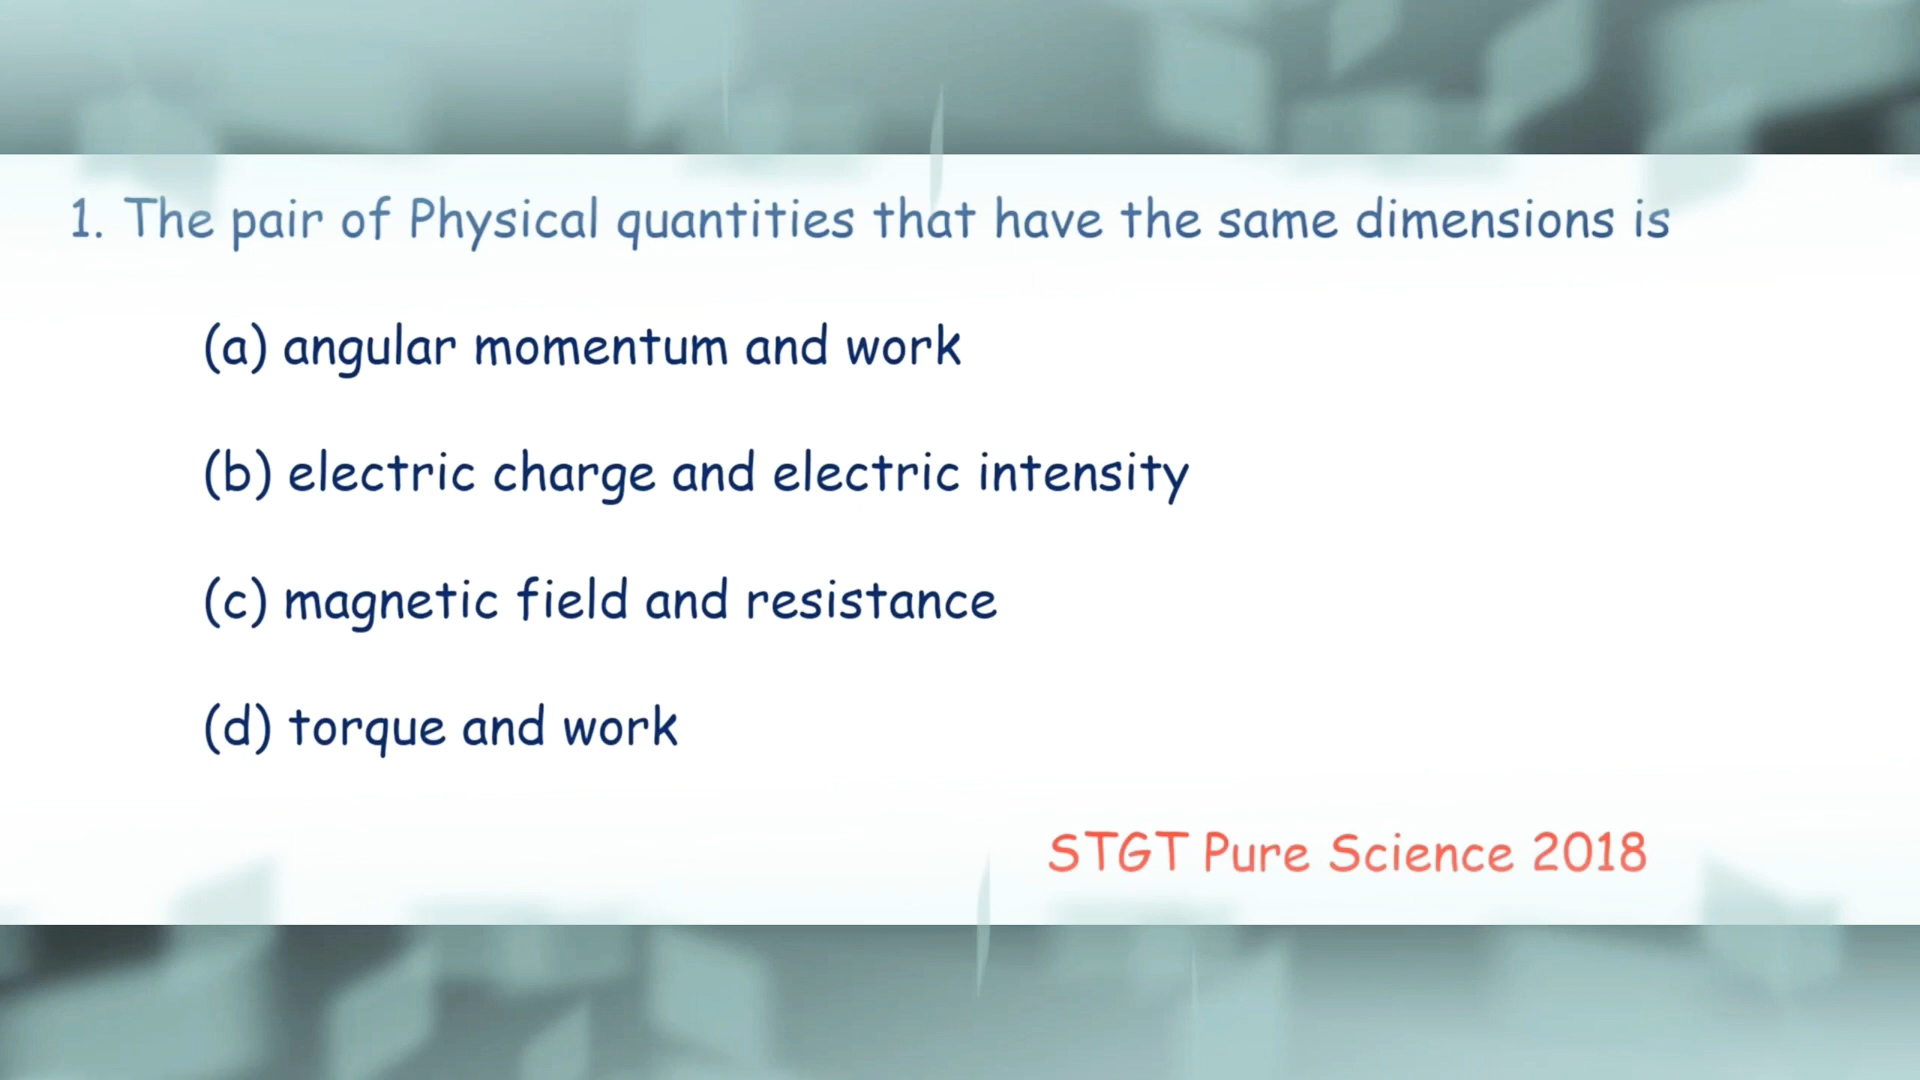 1. The pair of Physical quantities that have the same dimensions is
(a) angular momentum and work
(b) electric charge and electric intensity
(c) magnetic field and resistance
(d) torque and work
STGT Pure Science 2018